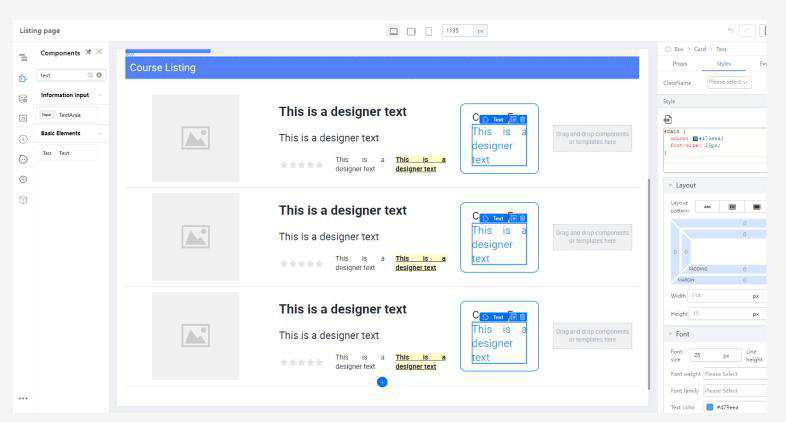 Listing page
1135 px
Components
text
Information Input
TextArea
Basic Elements
Text Text
Course Listing
This is a designer text
This is a designer text
This is a
designer text
This is a
designer text
Text
This is a
designer
text
Drag and drop components
or templates here
This is a designer text
This is a designer text
This is a
designer text
This is a
designer text
Text
This is a
designer
text
Drag and drop components
or templates here
This is a designer text
This is a designer text
This is a
designer text
This is a
designer text
Text
This is a
designer
text
Drag and drop components
or templates here
Box > Card > Text
Props Styles
ClassName Please select
Style
color: #479eea;
Layout
Layout
pattern
0
0
0 0
PADDING 0
MARGIN 0
Width 114 px
Height 15 px
Font
Font
size
Line
height
px
Font weight Please Select
Font family Please Select
Text color #479eea